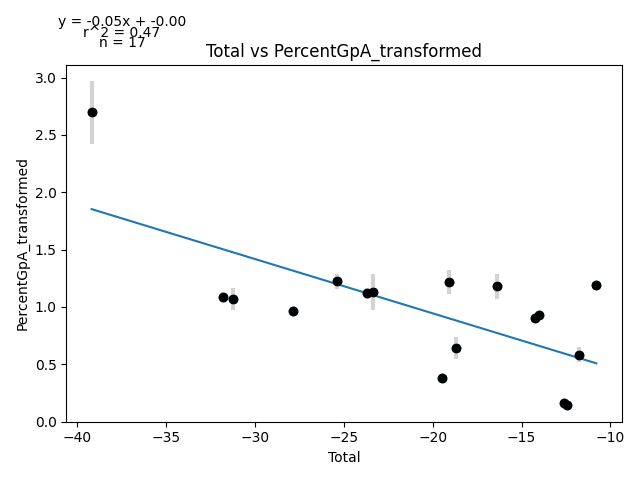 y = -0.05x + -0.00
r^2 = 0.47
n = 17
Total vs PercentGpA_transformed
PercentGpA_transformed
3.0
2.5
2.0
1.5
1.0
0.5
0.0
−40
−35
−30
−25
−20
−15
−10
Total